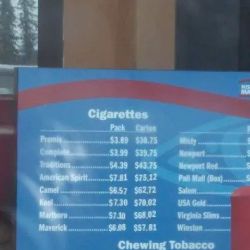 Cigarettes
Pack Carton
Premis $3.89 $38.75
Complete $3.99 $39.75
Traditions $4.39 $43.75
American Spirit $7.81 $75.12
Camel $6.57 $62.72
Kool $7.30 $70.02
Marlboro $7.10 $68.02
Maverick $6.08 $57.81
Misty
Newport
Newport Red
Pall Mall (Box)
Salem
USA Gold
Virginia Slims
Winston
Chewing Tobacco